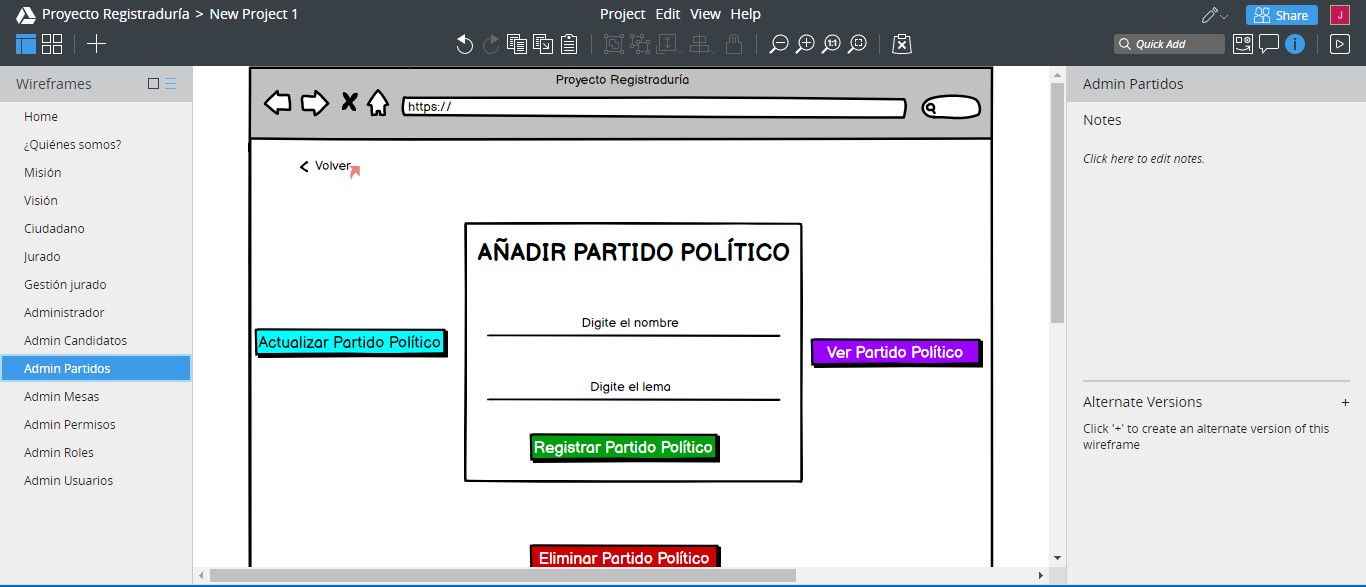 Proyecto Registraduría > New Project 1
Project Edit View Help
Share
J
1:1
Quick Add
i
Wireframes
Home
¿Quiénes somos?
Misión
Visión
Ciudadano
Jurado
Gestión jurado
Administrador
Admin Candidatos
Admin Partidos
Admin Mesas
Admin Permisos
Admin Roles
Admin Usuarios
Proyecto Registraduría
https://
Volver
AÑADIR PARTIDO POLÍTICO
Digite el nombre
Actualizar Partido Político
Ver Partido Político
Digite el lema
Registrar Partido Político
Eliminar Partido Político
Admin Partidos
Notes
Click here to edit notes.
Alternate Versions +
Click '+' to create an alternate version of this
wireframe